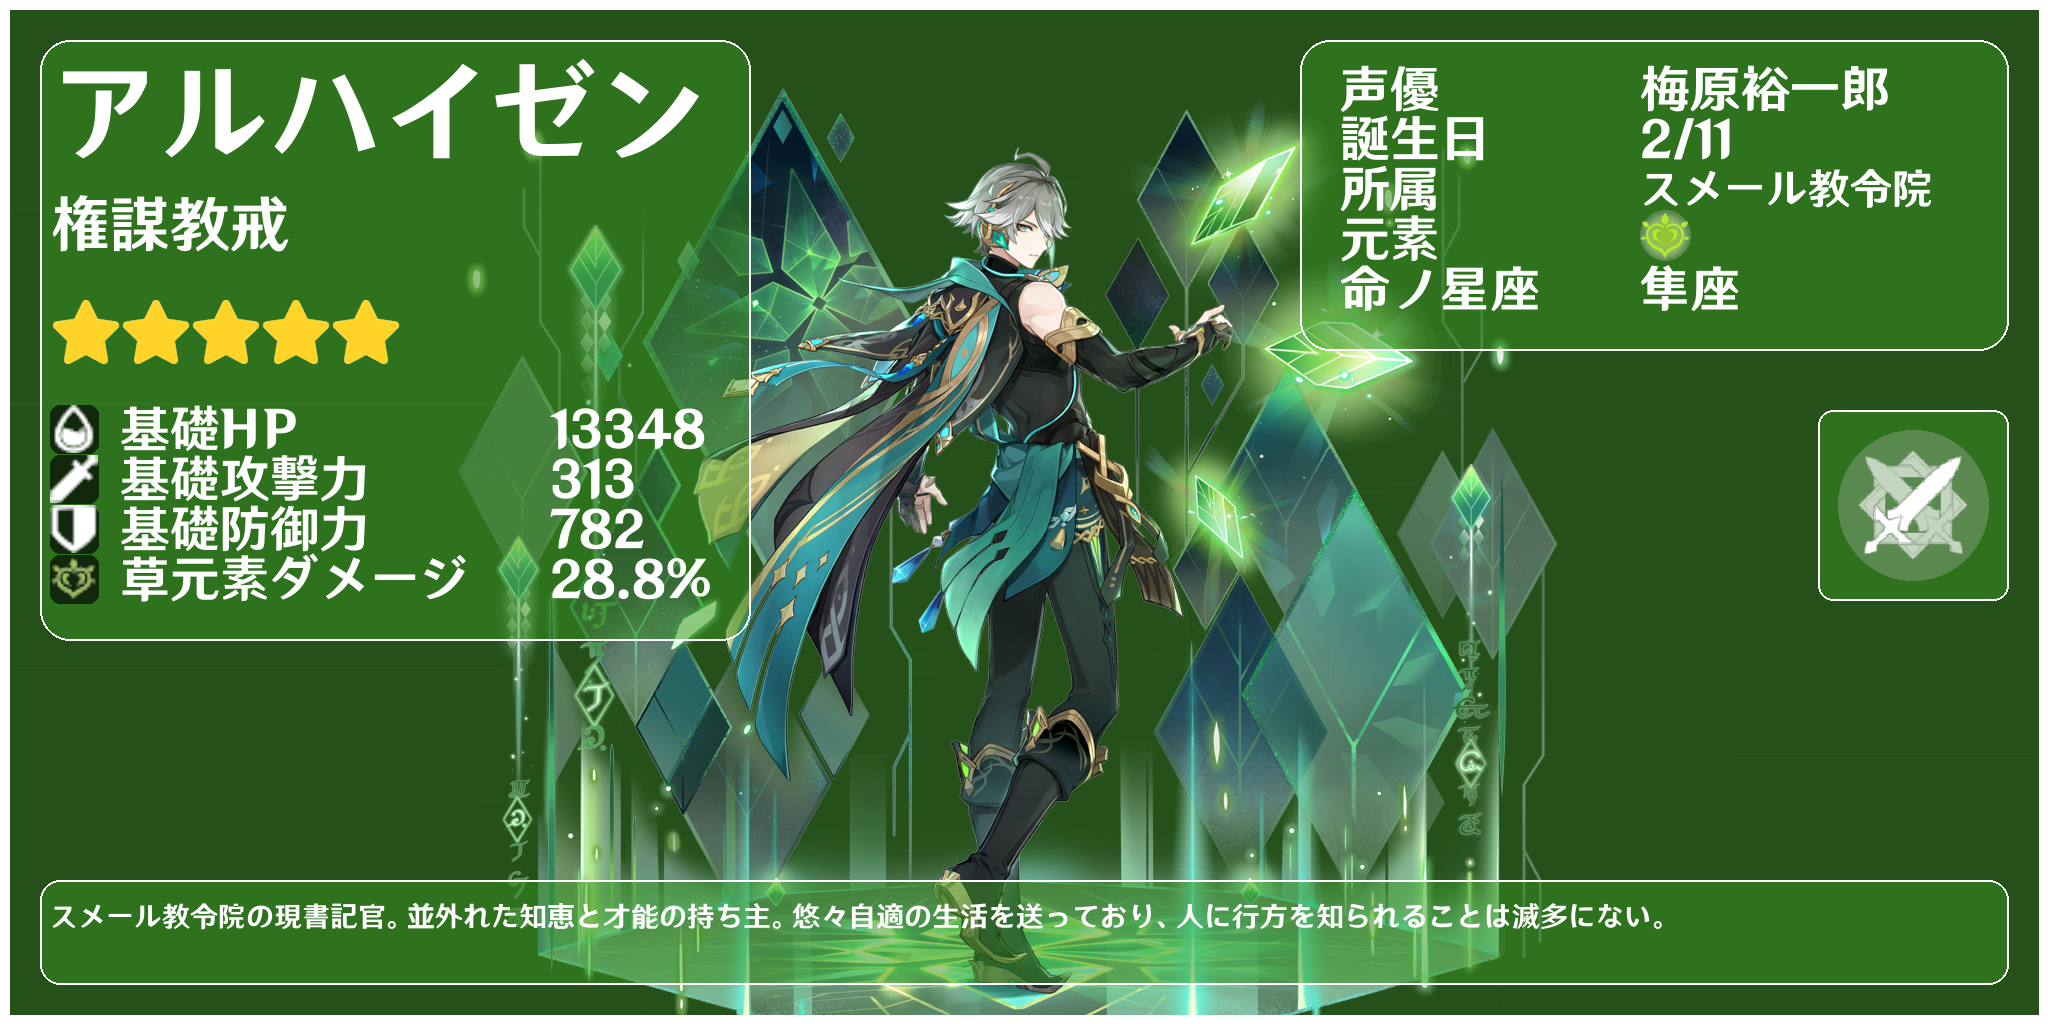 アルハイゼン
権謀教戒
基礎HP 13348
基礎攻撃力 313
基礎防御力 782
草元素ダメージ 28.8%
声優 梅原裕一郎
誕生日 2/11
所属 スメール教令院
元素
命ノ星座 隼座
スメール教令院の現書記官。並外れた知恵と才能の持ち主。悠々自適の生活を送っており、人に行方を知られることは滅多にない。